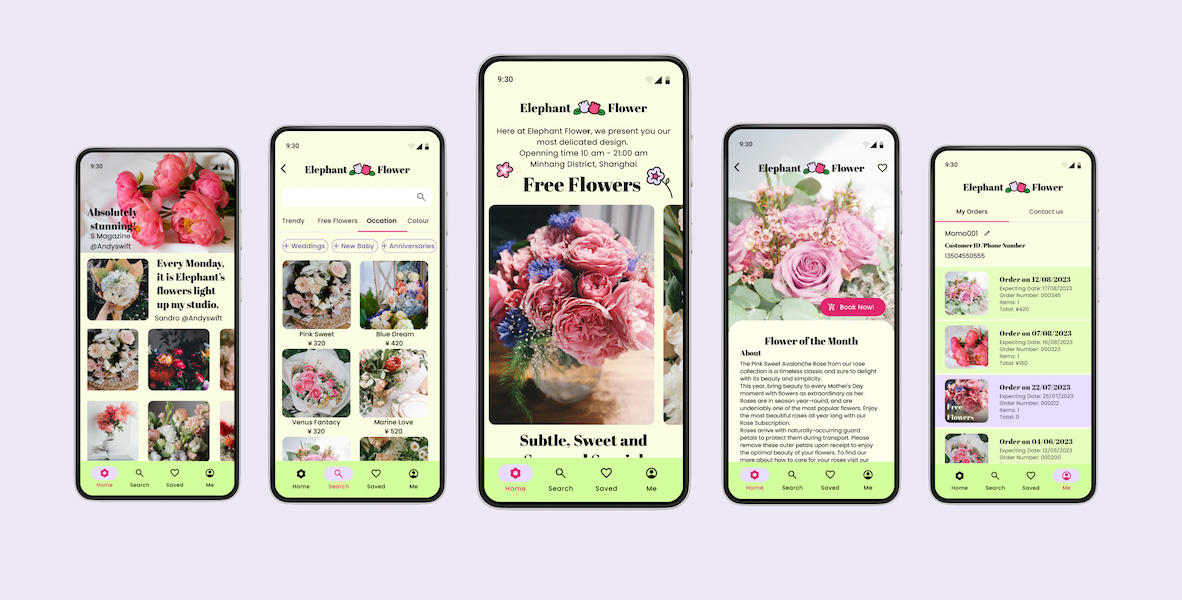 9:30
Absolutely
stunning!
S Magazine
@Andyswift
Every Monday,
it is Elephant's
flowers light
up my studio.
Sandro @Andyswift
Home Search Saved Me
9:30
Elephant Flower
Trendy Free Flowers Occation Colour
+ Weddings + New Baby + Anniversaries
Pink Sweet Blue Dream
¥ 320 ¥ 420
Venus Fantacy Marine Love
¥ 320 ¥ 520
Home Search Saved Me
9:30
Elephant Flower
Here at Elephant Flower, we present you our
most delicated design.
Openning time 10 am - 21:00 am
Minhang District, Shanghai
Free Flowers
Subtle, Sweet and
Home Search Saved Me
9:30
Elephant Flower
Book Now!
Flower of the Month
About
The Pink Sweet Avalanche Rose from our rose
collection is a timeless classic and sure to delight
with its beauty and simplicity.
This year, bring beauty to every Mother's Day
moment with flowers as extraordinary as her.
Roses are in season year-round, and are
undeniably one of the most popular flowers. Enjoy
the most beautiful roses all year long with our
Rose Subscription.
Roses arrive with naturally-occurring guard
petals to protect them during transport. Please
remove these outer petals upon receipt to enjoy
the optimal beauty of your flowers. To find our
more about how to care for your roses visit our
Home Search Saved Me
9:30
Elephant Flower
My Orders Contact us
Momo001
Customer ID/Phone Number
13504550555
Order on 12/08/2023
Expecting Date: 17/08/2023
Order Number: 000345
Items: 1
Total: ¥420
Order on 07/08/2023
Expecting Date: 16/08/2023
Order Number: 000323
Items: 1
Total: ¥180
Free
Flowers
Order on 22/07/2023
Expecting Date: 25/07/2023
Order Number: 000212
Items: 1
Total: 0
Order on 04/06/2023
Expecting Date: 12/06/2023
Order Number: 000200
Home Search Saved Me